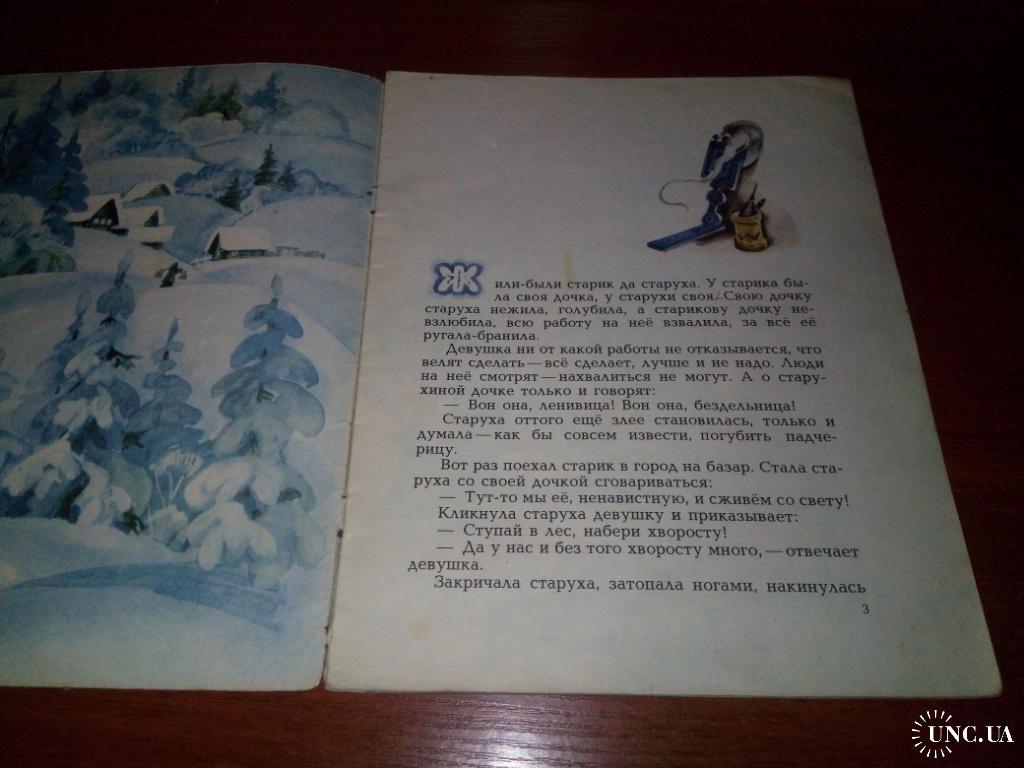 Жили-были старик да старуха. У старика бы-
ла своя дочка, у старухи своя. Свою дочку
старуха нежила, голубила, а старикову дочку не-
взлюбила, всю работу на неё взвалила, за всё её
ругала-бранила.
Девушка ни от какой работы не отказывается, что
велят сделать — всё сделает, лучше и не надо. Люди
на неё смотрят — нахвалиться не могут. А о стару-
хиной дочке только и говорят:
— Вон она, ленивица! Вон она, бездельница!
Старуха оттого ещё злее становилась, только и
думала — как бы совсем извести, погубить падче-
рицу.
Вот раз поехал старик в город на базар. Стала ста-
руха со своей дочкой сговариваться:
— Тут-то мы её, ненавистную, и сживём со свету!
Кликнула старуха девушку и приказывает:
— Ступай в лес, набери хворосту!
— Да у нас и без того хворосту много, — отвечает
девушка.
Закричала старуха, затопала ногами, накинулась
3
UNC.UA